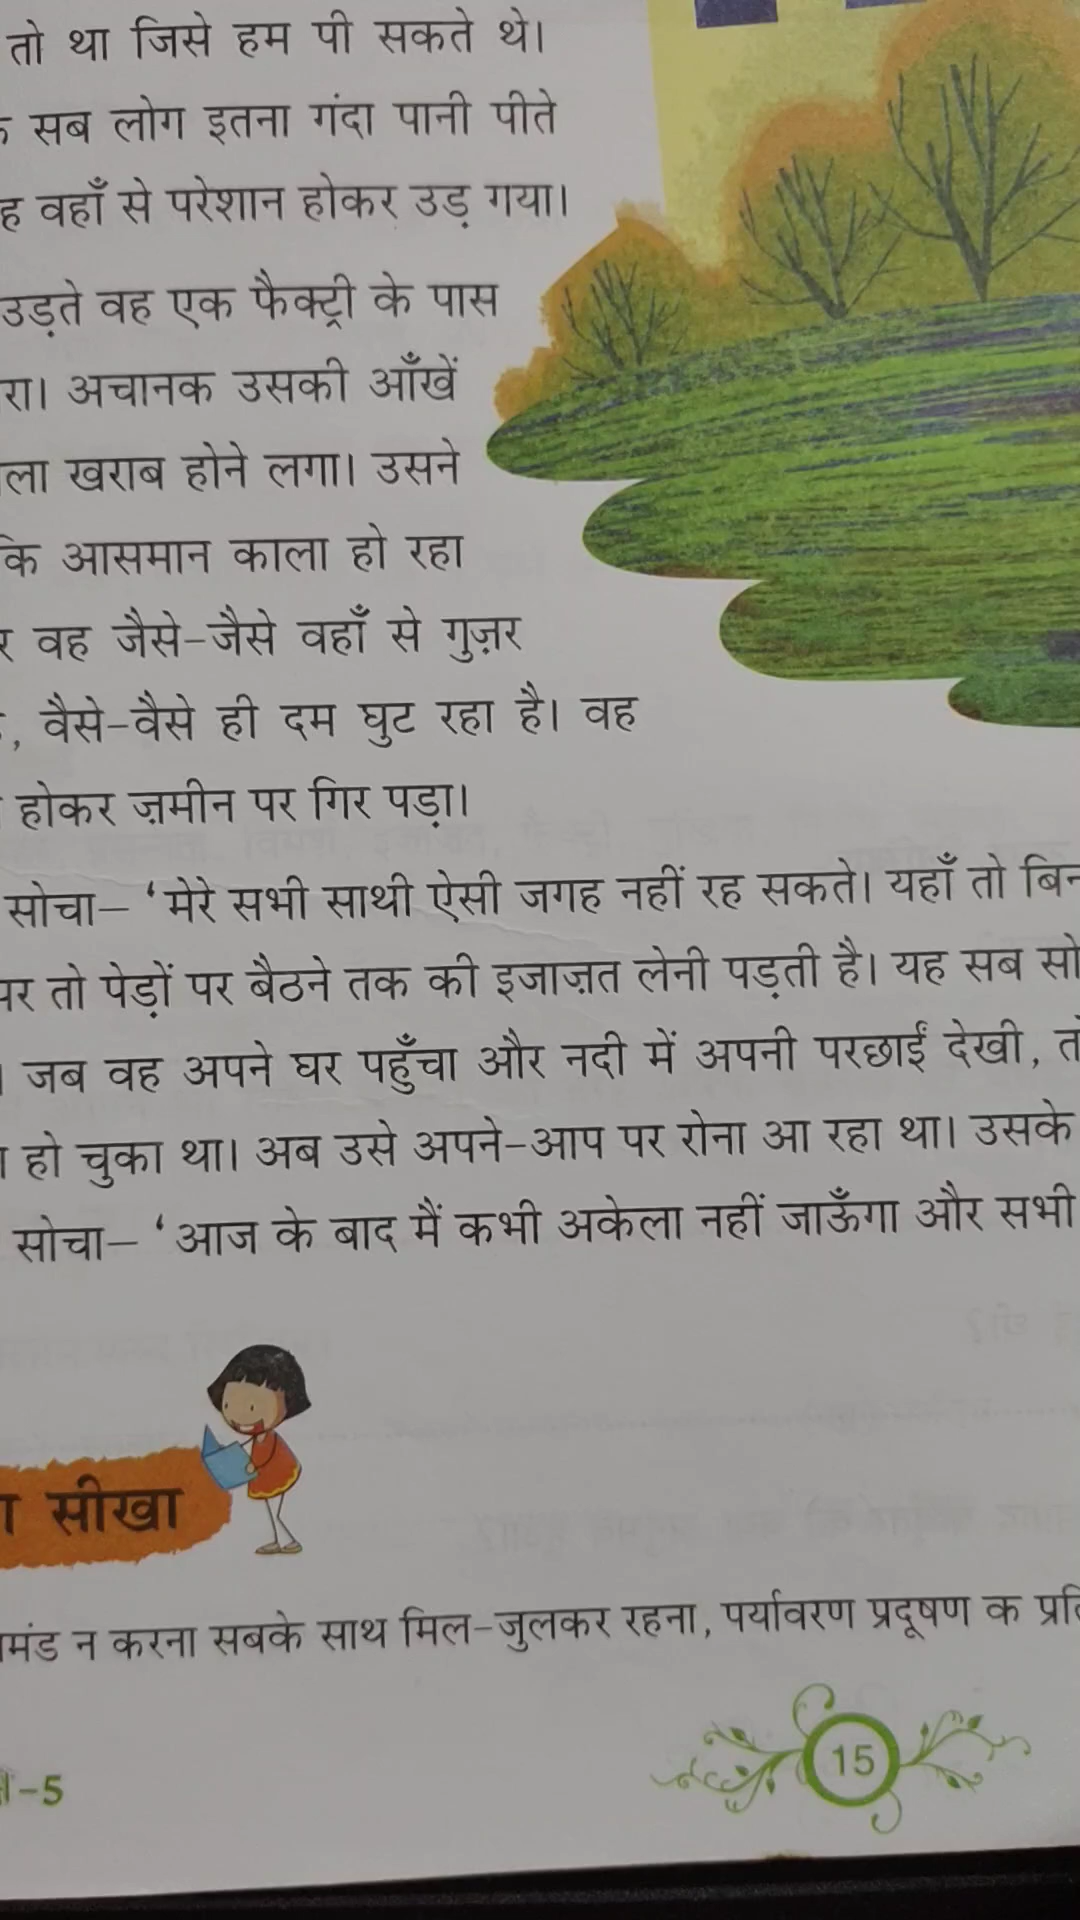 तो था जिसे हम पी सकते थे।
सब लोग इतना गंदा पानी पीते
वहाँ से परेशान होकर उड़ गया।
उड़ते वह एक फैक्ट्री के पास
अचानक उसकी आँखें
खराब होने लगा। उसने
कि आसमान काला हो रहा
वह जैसे-जैसे वहाँ से गुज़र
, वैसे-वैसे ही दम घुट रहा है। वह
होकर ज़मीन पर गिर पड़ा।
सोचा– ‘मेरे सभी साथी ऐसी जगह नहीं रह सकते। यहाँ तो
तो पेड़ों पर बैठने तक की इजाज़त लेनी पड़ती है। यह सब
जब वह अपने घर पहुँचा और नदी में अपनी परछाईं देखी,
हो चुका था। अब उसे अपने-आप पर रोना आ रहा था। उसके
सोचा– ‘आज के बाद मैं कभी अकेला नहीं जाऊँगा और सभी
सीखा
न करना सबके साथ मिल-जुलकर रहना, पर्यावरण प्रदूषण क
15
-5